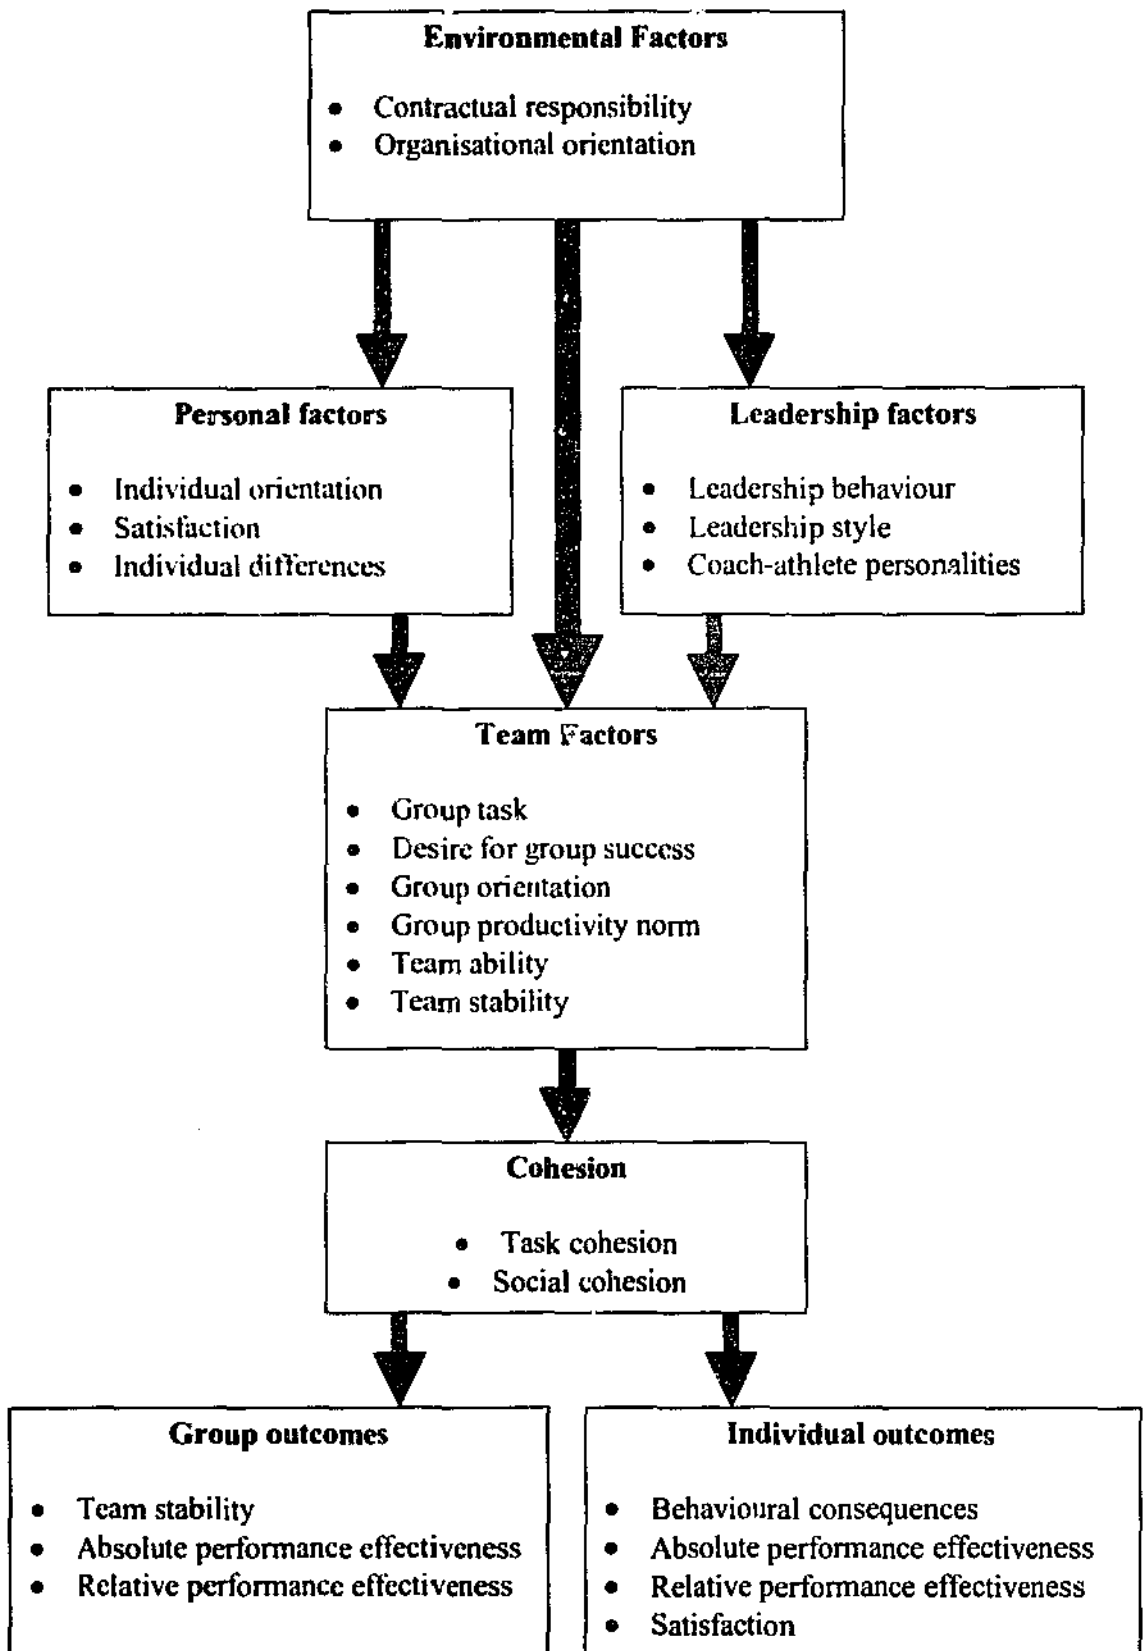 Environmental Factors
• Contractual responsibility
• Organisational orientation
Personal factors
• Individual orientation
• Satisfaction
• Individual differences
Leadership factors
• Leadership behaviour
• Leadership style
• Coach-athlete personalities
Team Factors
• Group task
• Desire for group success
• Group orientation
• Group productivity norm
• Team ability
• Team stability
Cohesion
• Task cohesion
• Social cohesion
Group outcomes
• Team stability
• Absolute performance effectiveness
• Relative performance effectiveness
Individual outcomes
• Behavioural consequences
• Absolute performance effectiveness
• Relative performance effectiveness
• Satisfaction